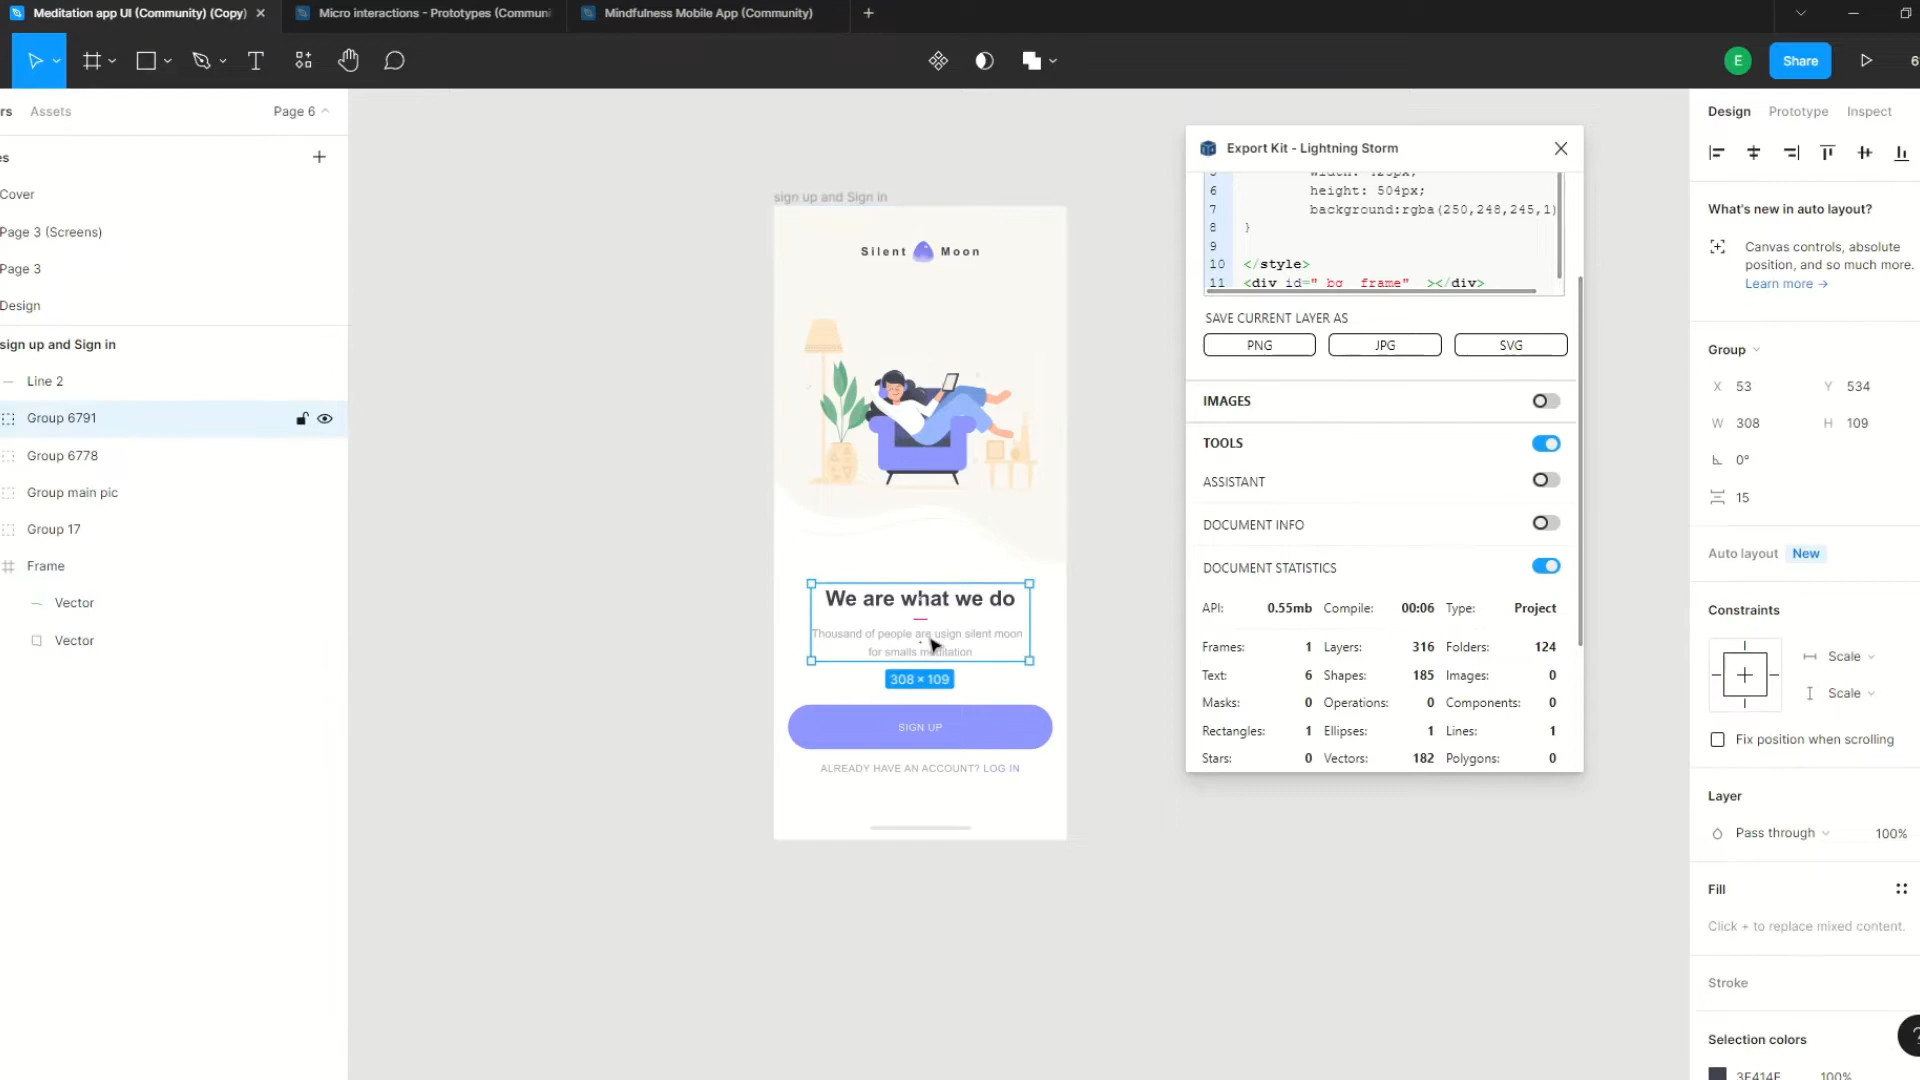 Meditation app UI (Community) (Copy)
Micro interactions - Prototypes (Communi
Mindfulness Mobile App (Community)
E
Share
6
rs
Assets
Page 6
es
Cover
Page 3 (Screens)
Page 3
Design
sign up and Sign in
Line 2
Group 6791
Group 6778
Group main pic
Group 17
Frame
Vector
Vector
sign up and Sign in
Silent Moon
We are what we do
Thousand of people are usign silent moon
for smalls meditation
308 × 109
SIGN UP
ALREADY HAVE AN ACCOUNT? LOG IN
Export Kit - Lightning Storm
6 height: 504px;
7 background:rgba(250,248,245,1)
8 }
9
10 </style>
11 <div id="_bg__frame" ></div>
SAVE CURRENT LAYER AS
PNG JPG SVG
IMAGES
TOOLS
ASSISTANT
DOCUMENT INFO
DOCUMENT STATISTICS
API: 0.55mb Compile: 00:06 Type: Project
Frames: 1 Layers: 316 Folders: 124
Text: 6 Shapes: 185 Images: 0
Masks: 0 Operations: 0 Components: 0
Rectangles: 1 Ellipses: 1 Lines: 1
Stars: 0 Vectors: 182 Polygons: 0
Design Prototype Inspect
What's new in auto layout?
Canvas controls, absolute
position, and so much more.
Learn more →
Group
X 53 Y 534
W 308 H 109
0°
15
Auto layout New
Constraints
Scale
Scale
Fix position when scrolling
Layer
Pass through 100%
Fill
Click + to replace mixed content.
Stroke
?
Selection colors
3F414E 100%